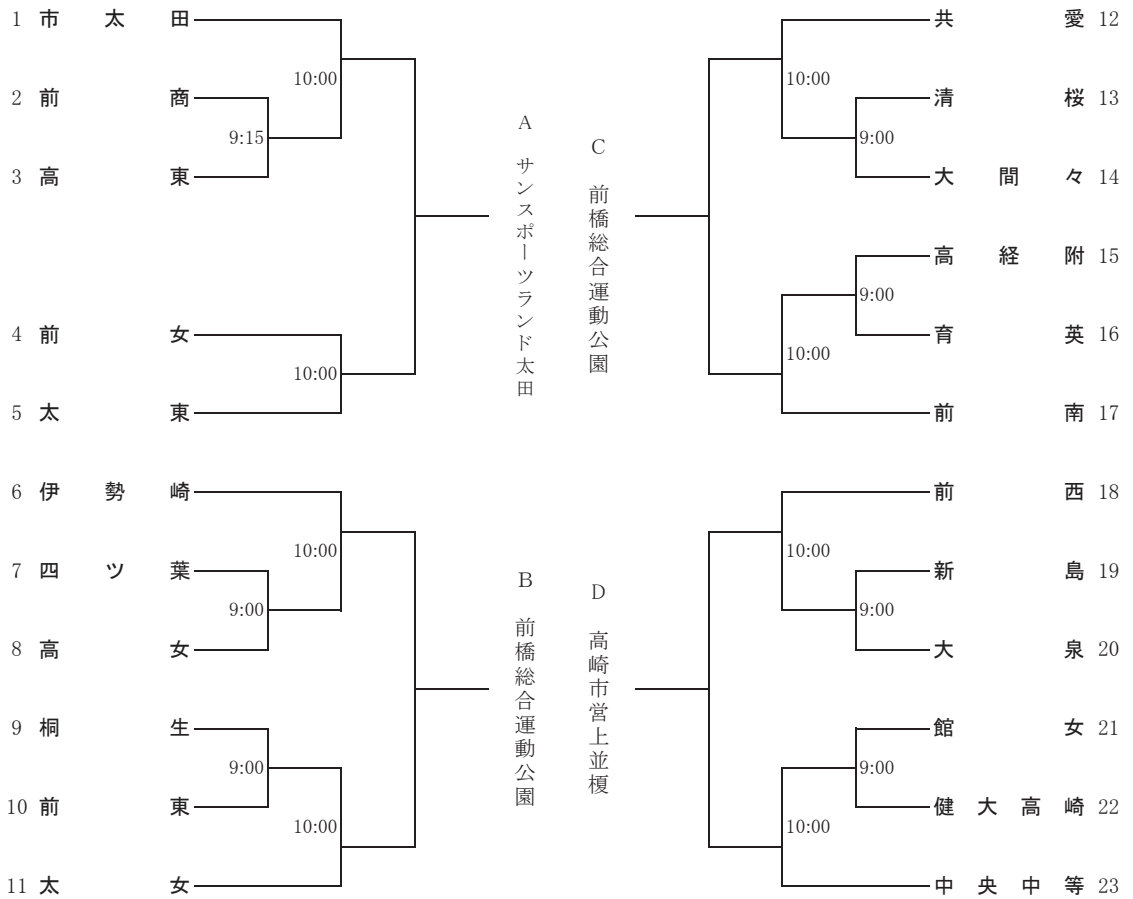 1 市太田
10:00
2 前商
9:15
3 高東
4 前女
10:00
5 太東
6 伊勢崎
10:00
7 四ツ葉
9:00
8 高女
9 桐生
9:00
10 前東
10:00
11 太女
A サンスポーツランド太田
B 前橋総合運動公園
C 前橋総合運動公園
D 高崎市営上並榎
共愛 12
10:00
清桜 13
9:00
大間々 14
高経附 15
9:00
育英 16
10:00
前南 17
前西 18
10:00
新島 19
9:00
大泉 20
館女 21
9:00
健大高崎 22
10:00
中央中等 23